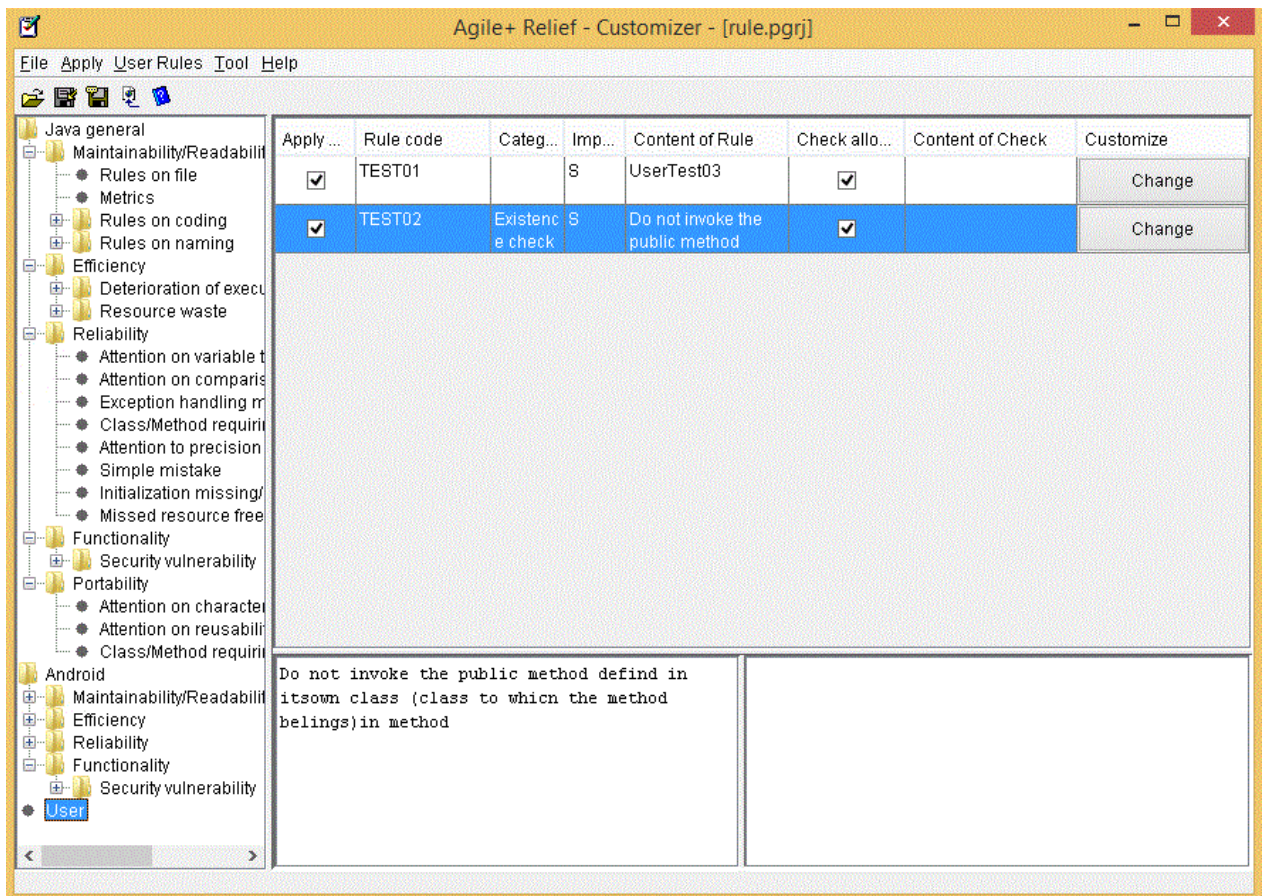 Agile+ Relief - Customizer - [rule.pgrj]
File Apply User Rules Tool Help
Java general
Maintainability/Readabilit
Rules on file
Metrics
Rules on coding
Rules on naming
Efficiency
Deterioration of execu
Resource waste
Reliability
Attention on variable t
Attention on comparis
Exception handling m
Class/Method requirin
Attention to precision
Simple mistake
Initialization missing/
Missed resource free
Functionality
Security vulnerability
Portability
Attention on character
Attention on reusabilit
Class/Method requirin
Android
Maintainability/Readabilit
Efficiency
Reliability
Functionality
Security vulnerability
User
Apply ... Rule code Categ... Imp... Content of Rule Check allo... Content of Check Customize
TEST01 S UserTest03 Change
TEST02 Existenc S Do not invoke the Change
e check public method
Do not invoke the public method defind in
itsown class (class to whicn the method
belings)in method